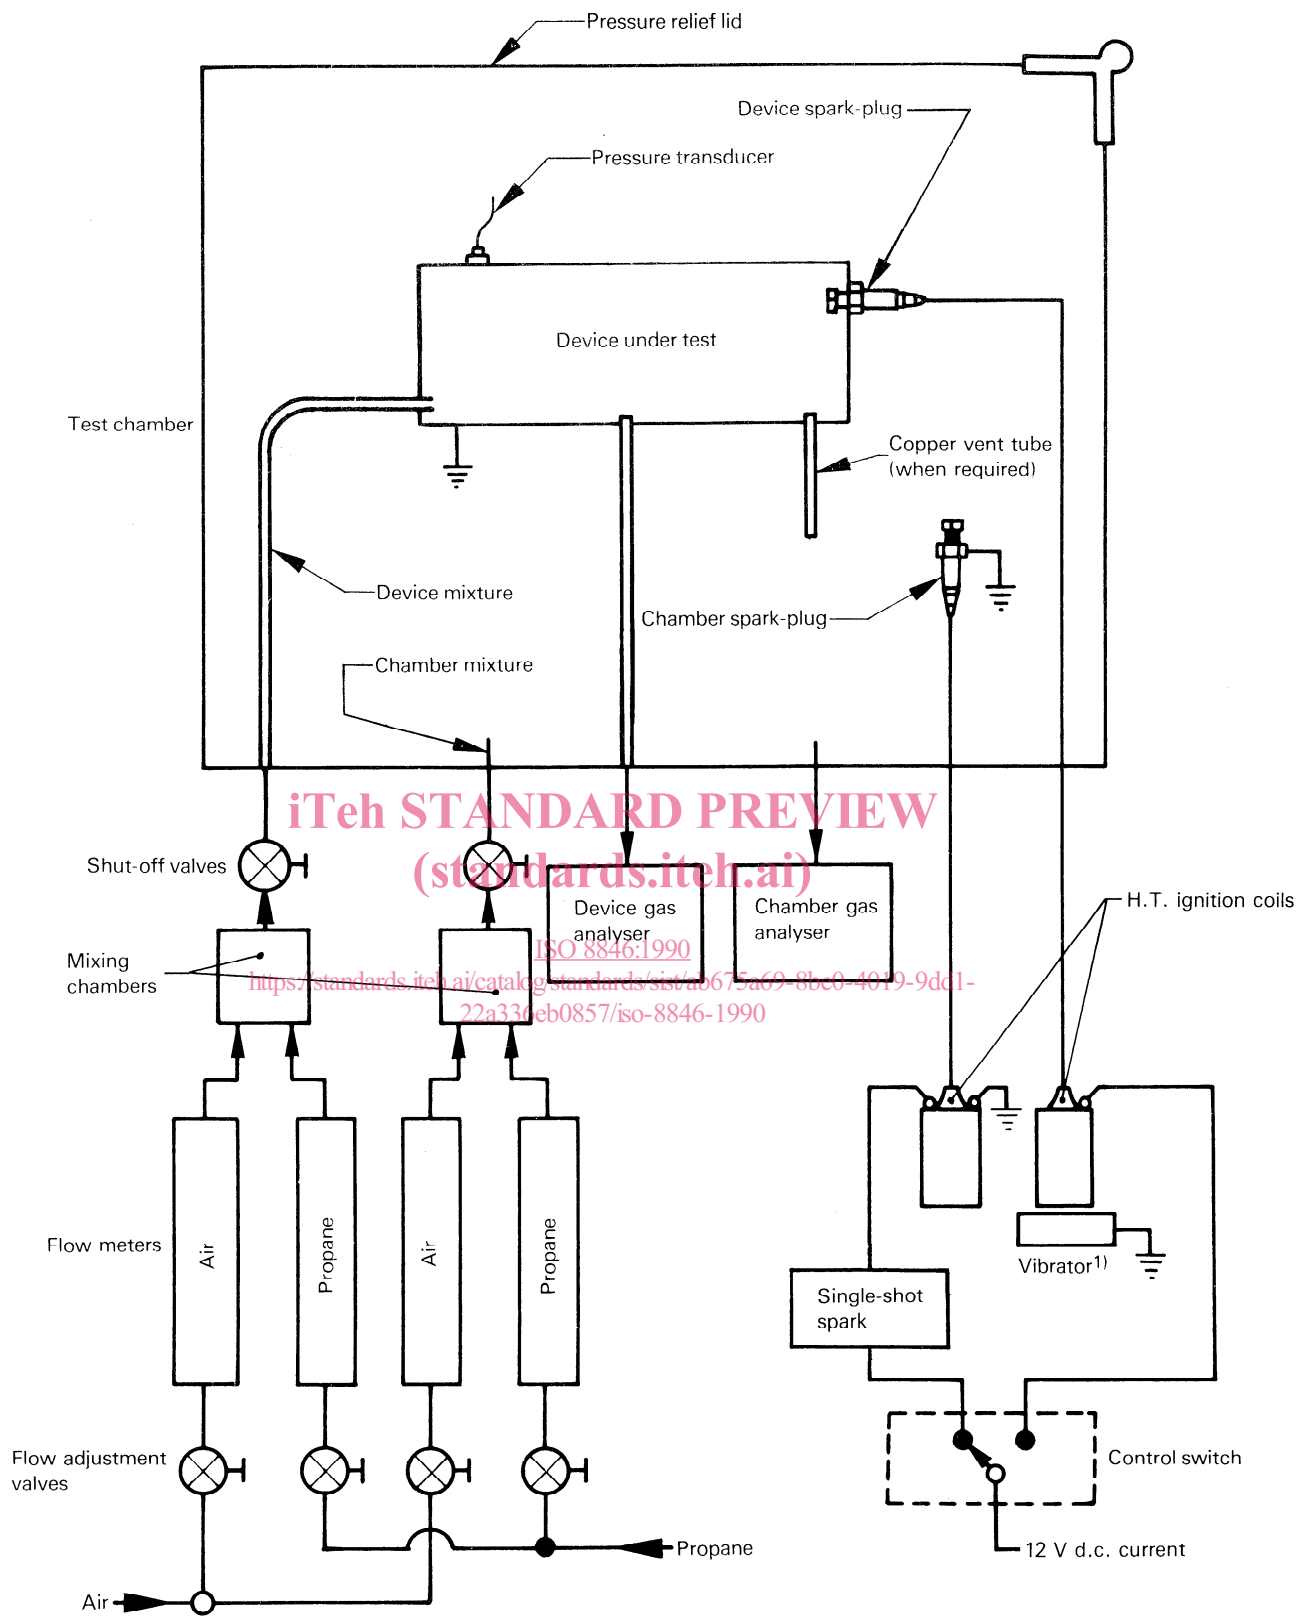 Pressure relief lid
Device spark-plug
Pressure transducer
Device under test
Test chamber
Copper vent tube
(when required)
Device mixture
Chamber spark-plug
Chamber mixture
iTeh STANDARD PREVIEW
(standards.iteh.ai)
Shut-off valves
Device gas
analyser
Chamber gas
analyser
H.T. ignition coils
ISO 8846:1990
Mixing
chambers
https://standards.iteh.ai/catalog/standards/sist/ab675a69-8bc0-4019-9dd1-
22a336eb0857/iso-8846-1990
Flow meters
Air
Propane
Air
Propane
Vibrator1)
Single-shot
spark
Flow adjustment
valves
Control switch
Propane
12 V d.c. current
Air